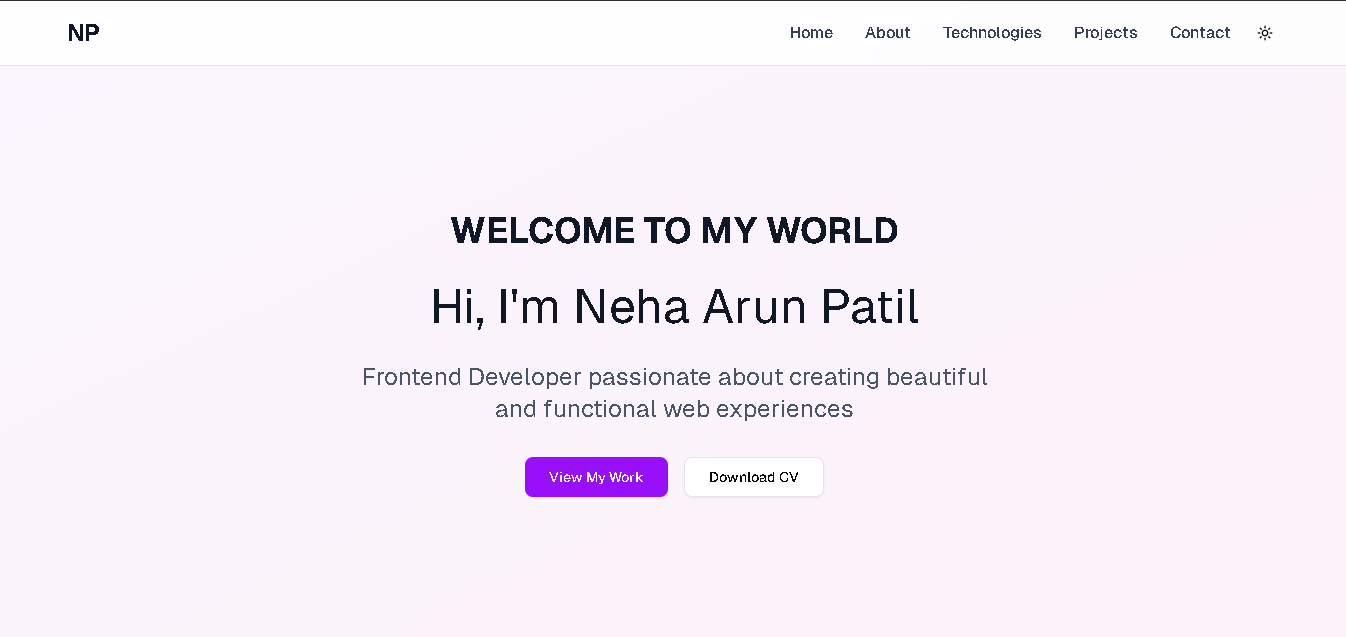 NP
Home About Technologies Projects Contact
WELCOME TO MY WORLD
Hi, I'm Neha Arun Patil
Frontend Developer passionate about creating beautiful
and functional web experiences
View My Work Download CV